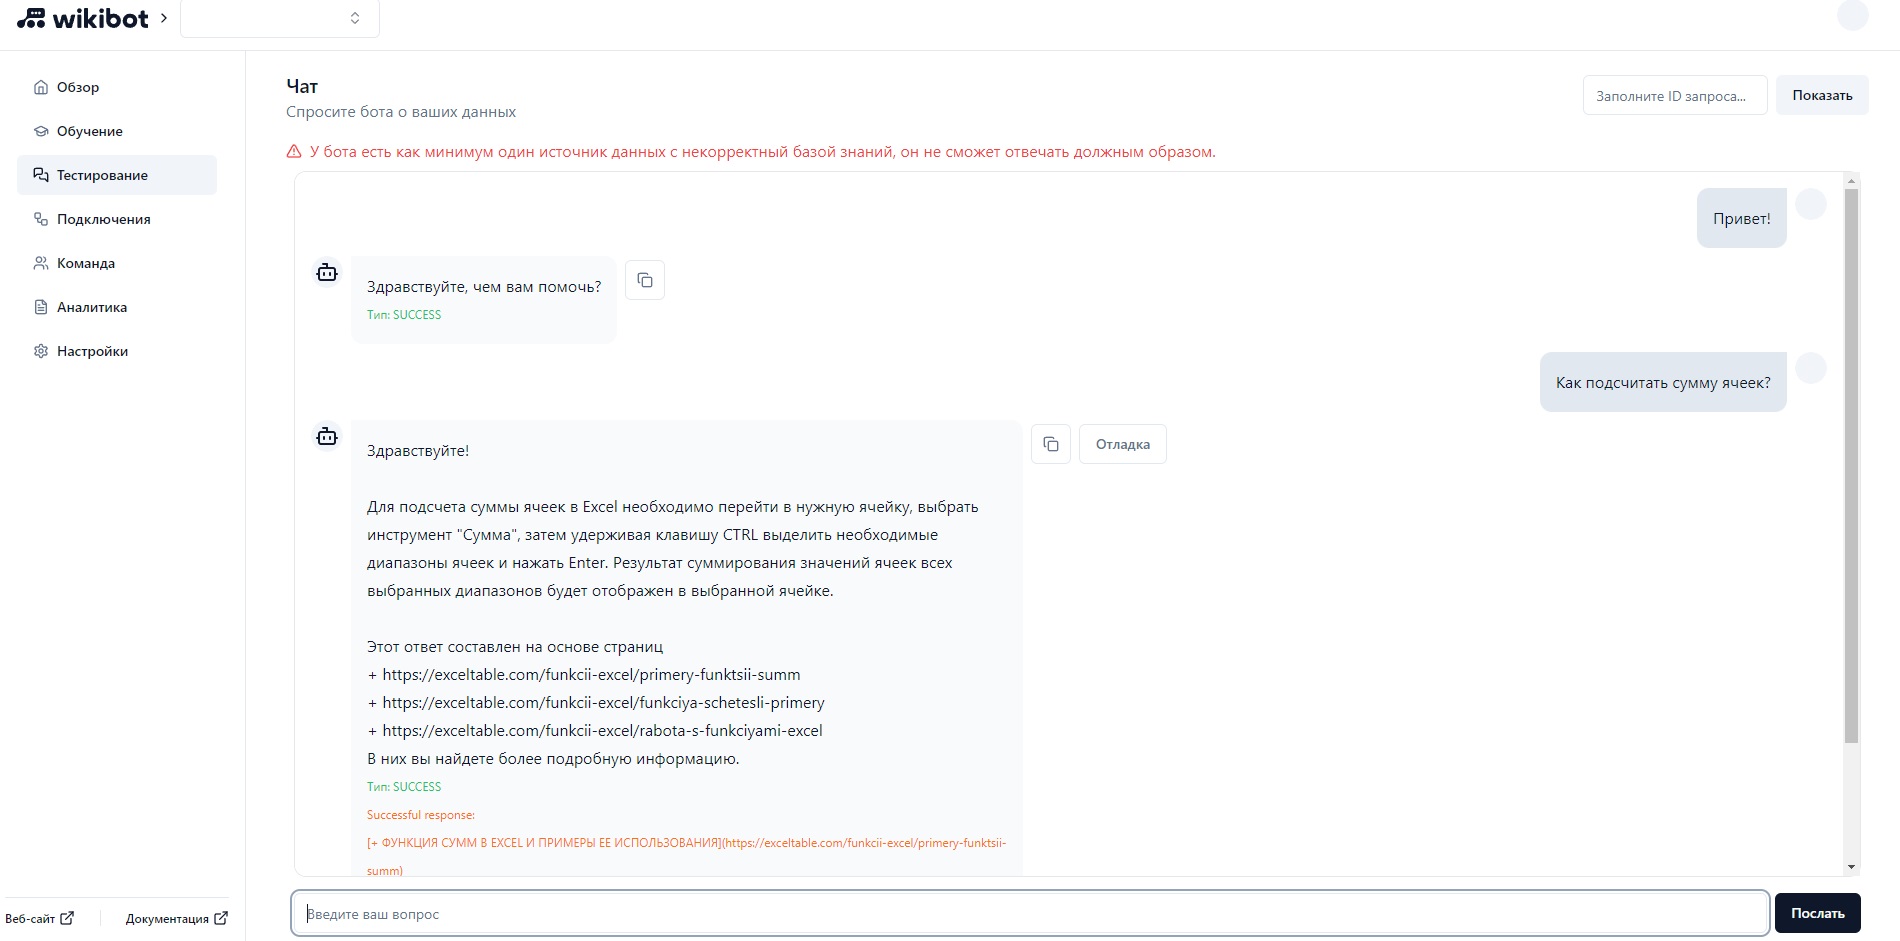 wikibot
Обзор
Обучение
Тестирование
Подключения
Команда
Аналитика
Настройки
Веб-сайт
Документация
Чат
Спросите бота о ваших данных
Заполните ID запроса...
Показать
У бота есть как минимум один источник данных с некорректный базой знаний, он не сможет отвечать должным образом.
Привет!
Здравствуйте, чем вам помочь?
Тип: SUCCESS
Как подсчитать сумму ячеек?
Здравствуйте!
Отладка
Для подсчета суммы ячеек в Excel необходимо перейти в нужную ячейку, выбрать
инструмент "Сумма", затем удерживая клавишу CTRL выделить необходимые
диапазоны ячеек и нажать Enter. Результат суммирования значений ячеек всех
выбранных диапазонов будет отображен в выбранной ячейке.
Этот ответ составлен на основе страниц
+ https://exceltable.com/funkcii-excel/primery-funktsii-summ
+ https://exceltable.com/funkcii-excel/funkciya-schetesli-primery
+ https://exceltable.com/funkcii-excel/rabota-s-funkciyami-excel
В них вы найдете более подробную информацию.
Тип: SUCCESS
Successful response:
[+ ФУНКЦИЯ СУММ В EXCEL И ПРИМЕРЫ ЕЕ ИСПОЛЬЗОВАНИЯ](https://exceltable.com/funkcii-excel/primery-funktsii-
summ)
Введите ваш вопрос
Послать